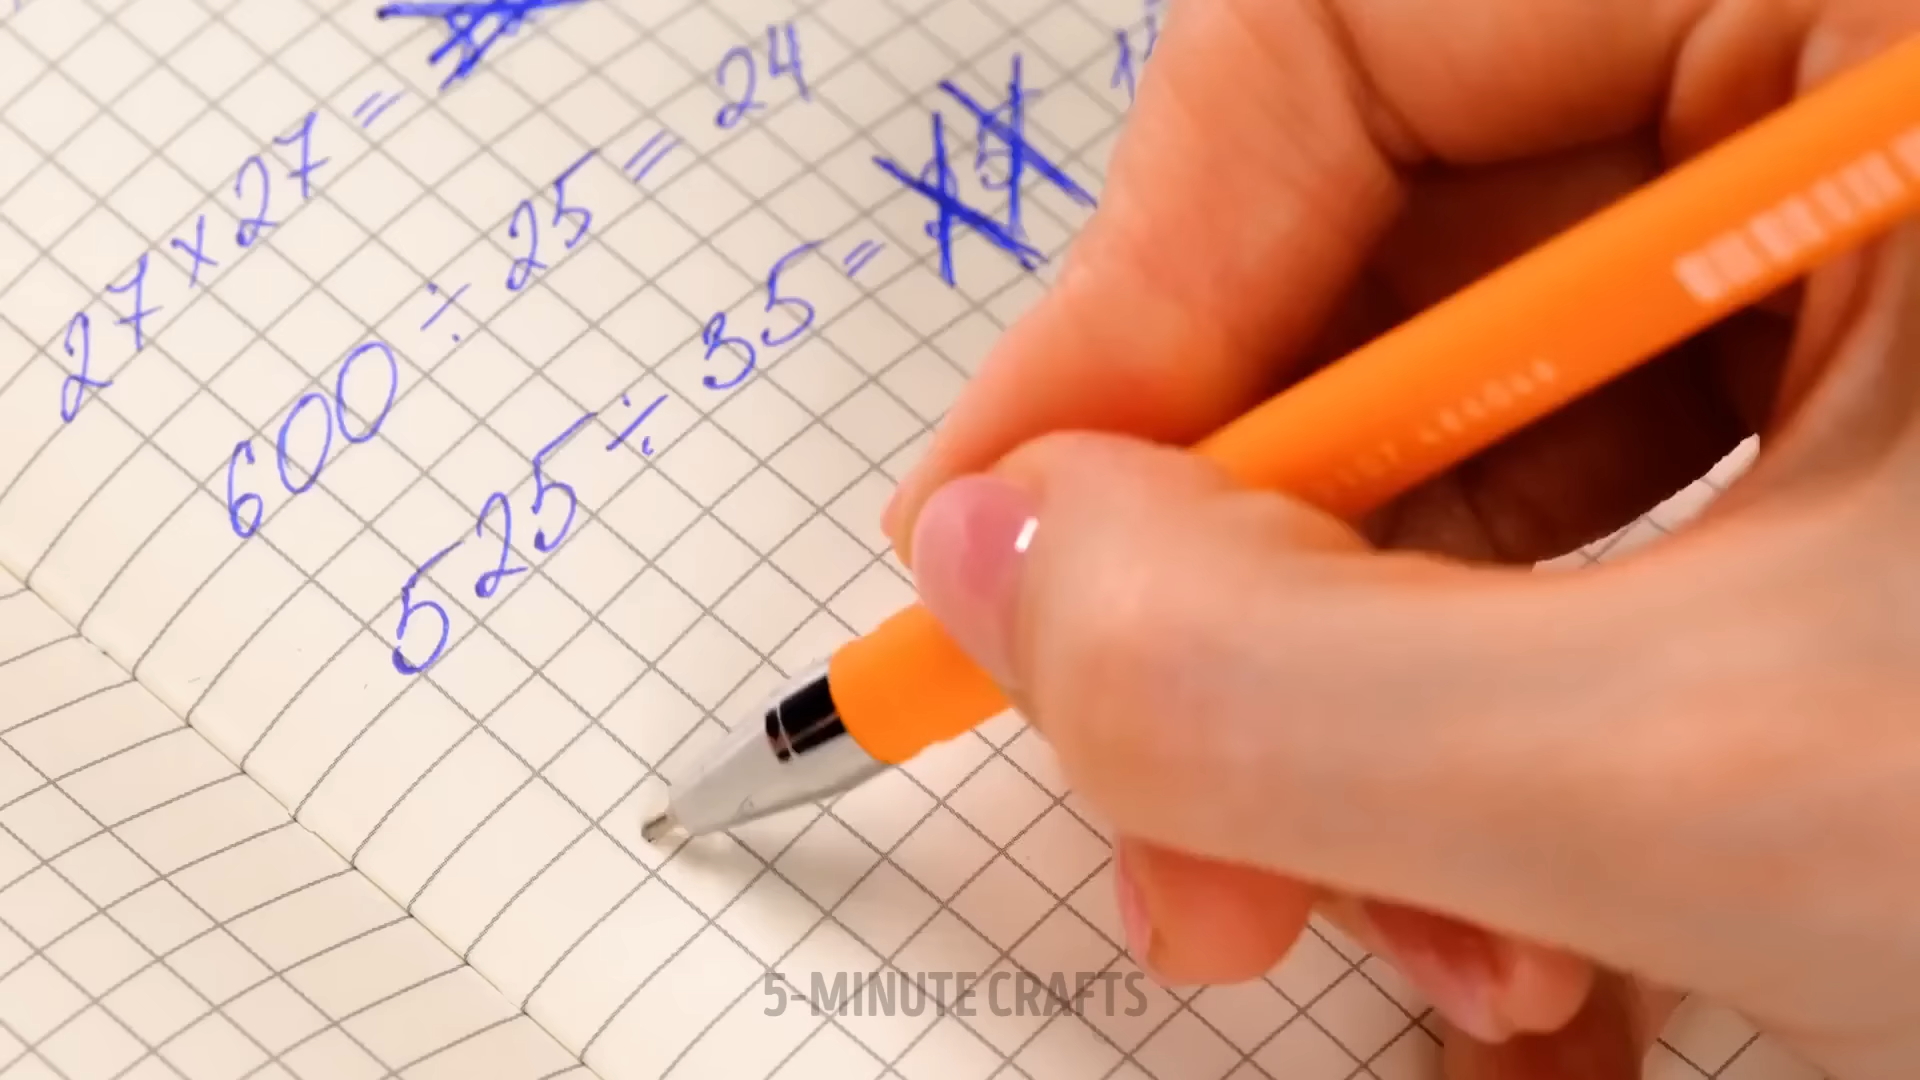 27 × 27 =
600 ÷ 25 = 24
525 ÷ 35 =
5-MINUTE CRAFTS